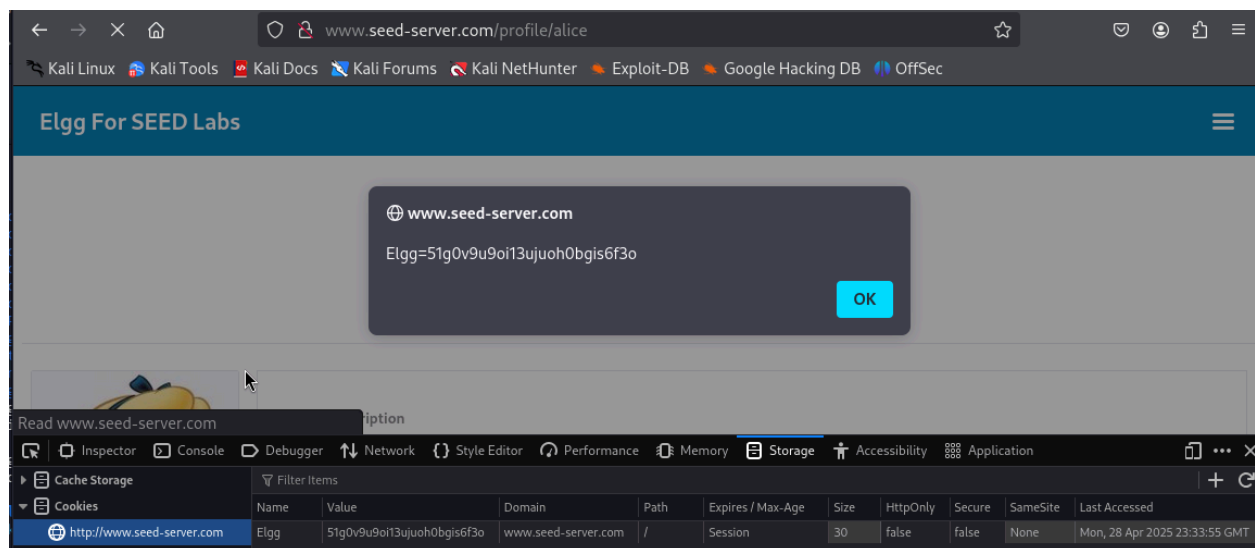 www.seed-server.com/profile/alice
Kali Linux Kali Tools Kali Docs Kali Forums Kali NetHunter Exploit-DB Google Hacking DB OffSec
Elgg For SEED Labs
www.seed-server.com
Elgg=51g0v9u9oi13ujuoh0bgis6f3o
OK
Read www.seed-server.com
iption
Inspector Console Debugger Network Style Editor Performance Memory Storage Accessibility Application
Cache Storage Filter Items
Cookies Name Value Domain Path Expires / Max-Age Size HttpOnly Secure SameSite Last Accessed
http://www.seed-server.com Elgg 51g0v9u9oi13ujuoh0bgis6f3o www.seed-server.com / Session 30 false false None Mon, 28 Apr 2025 23:33:55 GMT